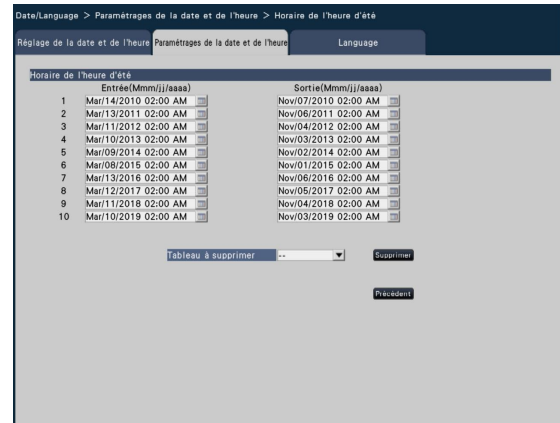 Date/Language > Paramétrages de la date et de l'heure > Horaire de l'heure d'été
Réglage de la date et de l'heure Paramétrages de la date et de l'heure Language
Horaire de l'heure d'été
Entrée(Mmm/jj/aaaa) Sortie(Mmm/jj/aaaa)
1 Mar/14/2010 02:00 AM Nov/07/2010 02:00 AM
2 Mar/13/2011 02:00 AM Nov/06/2011 02:00 AM
3 Mar/11/2012 02:00 AM Nov/04/2012 02:00 AM
4 Mar/10/2013 02:00 AM Nov/03/2013 02:00 AM
5 Mar/09/2014 02:00 AM Nov/02/2014 02:00 AM
6 Mar/08/2015 02:00 AM Nov/01/2015 02:00 AM
7 Mar/13/2016 02:00 AM Nov/06/2016 02:00 AM
8 Mar/12/2017 02:00 AM Nov/05/2017 02:00 AM
9 Mar/11/2018 02:00 AM Nov/04/2018 02:00 AM
10 Mar/10/2019 02:00 AM Nov/03/2019 02:00 AM
Tableau à supprimer -- Supprimer
Précédent